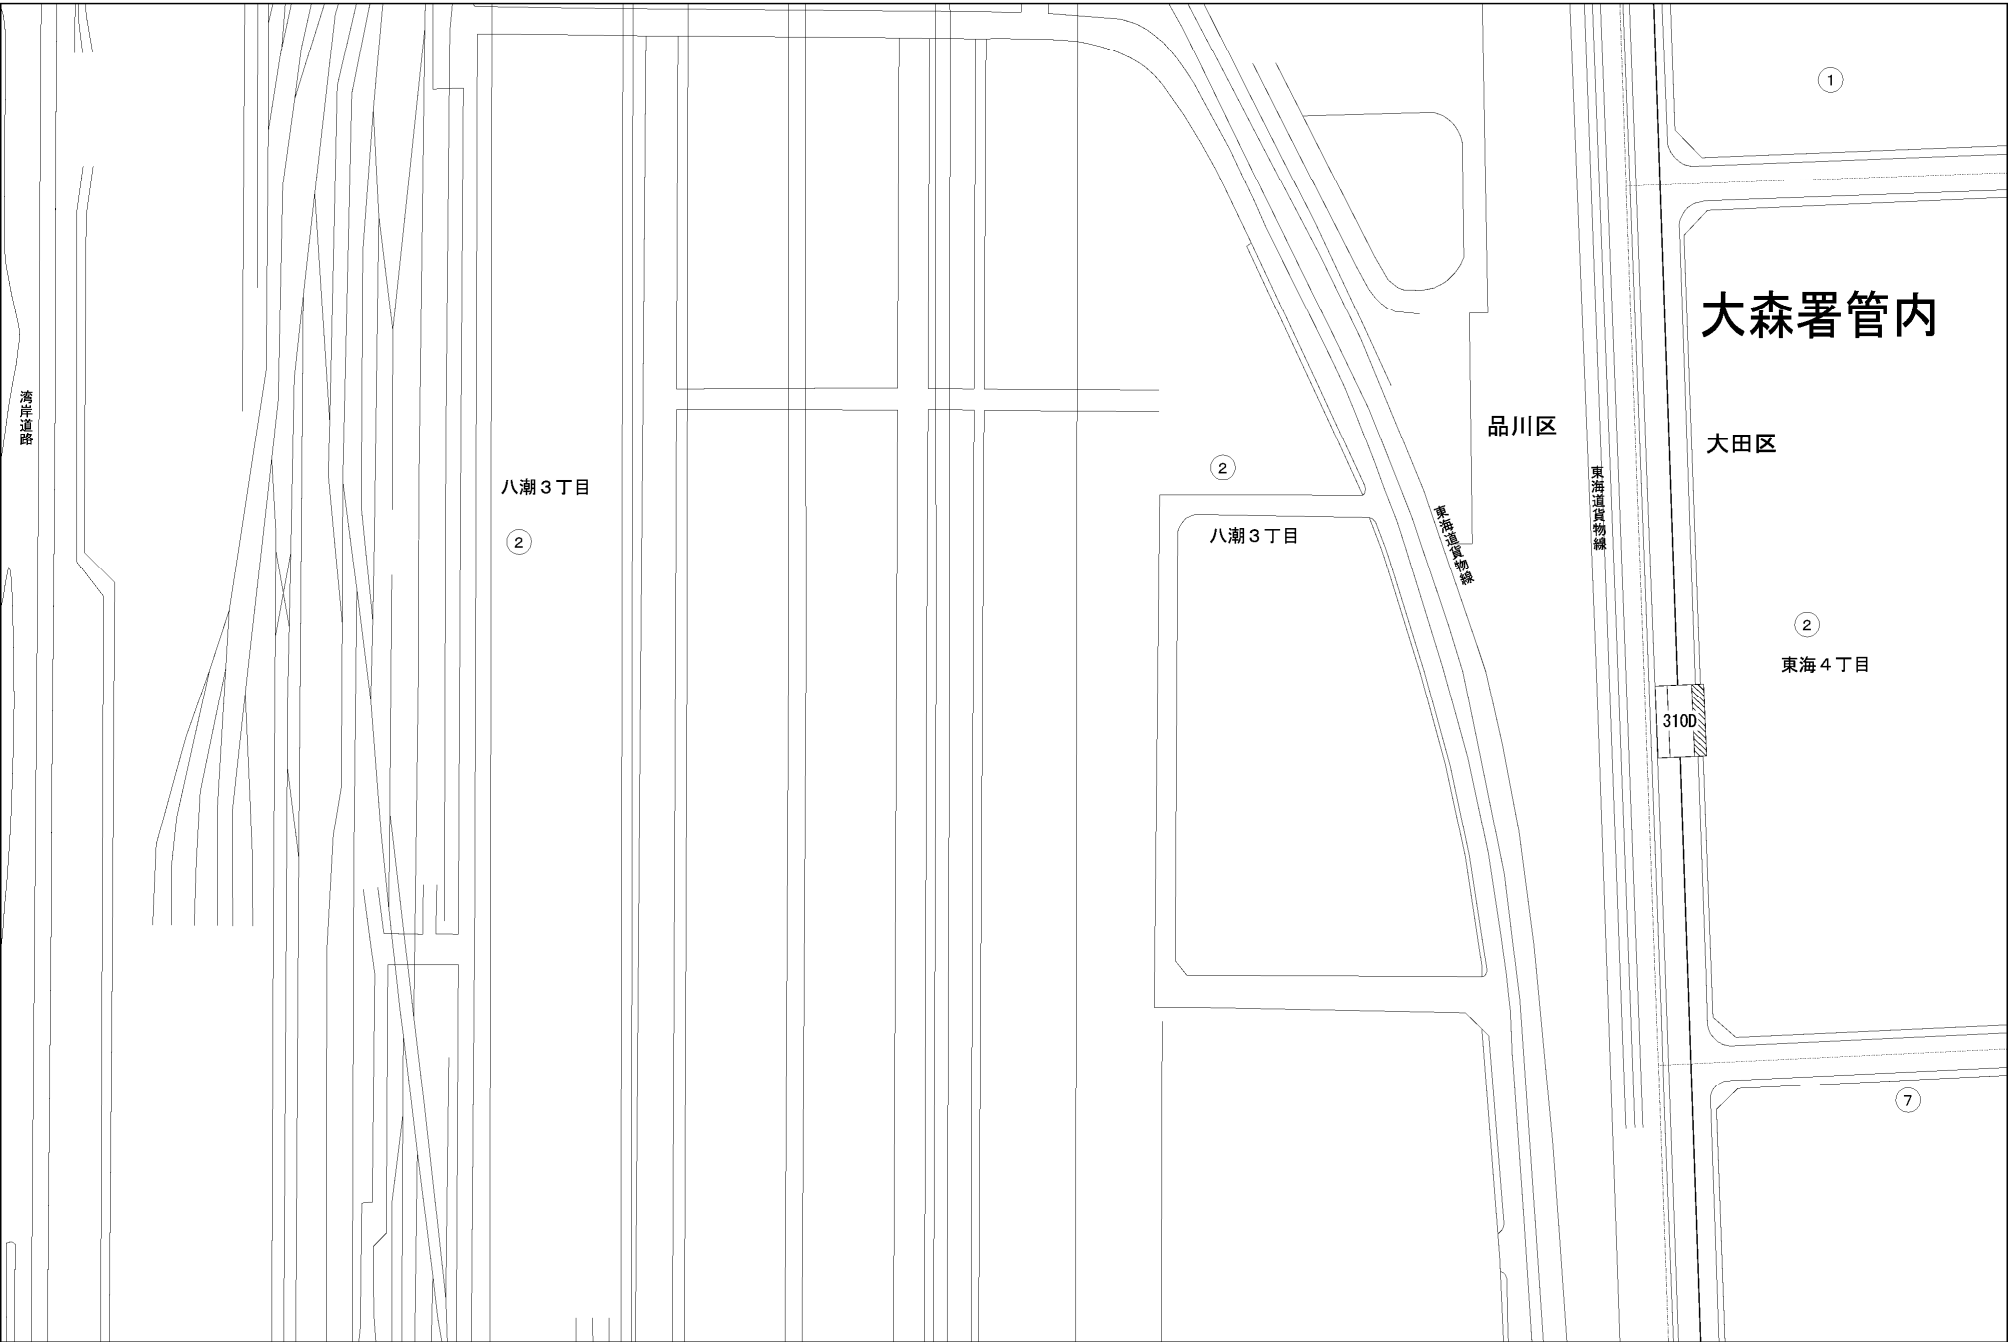 ①
大森署管内
湾岸道路
品川区
大田区
②
八潮３丁目
東海道貨物線
東海道貨物線
八潮３丁目
②
②
東海４丁目
310D
⑦